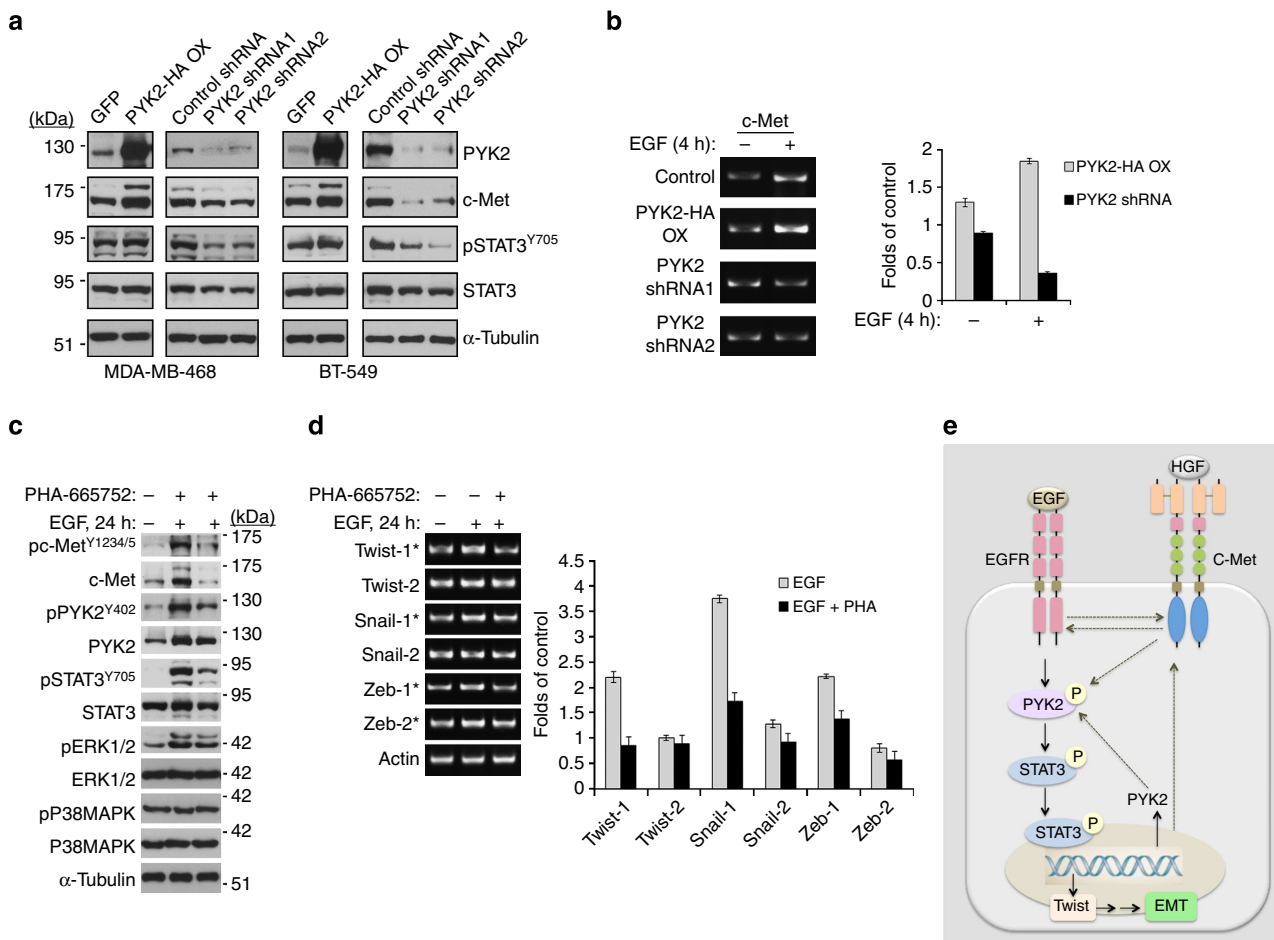 a
(kDa)
GFP
PYK2-HA OX
Control shRNA
PYK2 shRNA1
PYK2 shRNA2
GFP
PYK2-HA OX
Control shRNA
PYK2 shRNA1
PYK2 shRNA2
130 - PYK2
175 - c-Met
95 - pSTAT3Y705
95 - STAT3
51 - α-Tubulin
MDA-MB-468 BT-549
b
c-Met
EGF (4 h): – +
Control
PYK2-HA
OX
PYK2
shRNA1
PYK2
shRNA2
Folds of control
2
1.5
1
0.5
0
EGF (4 h): – +
PYK2-HA OX
PYK2 shRNA
c
PHA-665752: – + +
EGF, 24 h: – + + (kDa)
pc-MetY1234/5 - 175
c-Met - 175
pPYK2Y402 - 130
PYK2 - 130
pSTAT3Y705 - 95
STAT3 - 95
pERK1/2 - 42
ERK1/2 - 42
pP38MAPK - 42
P38MAPK - 42
α-Tubulin - 51
d
PHA-665752: – – +
EGF, 24 h: – + +
Twist-1*
Twist-2
Snail-1*
Snail-2
Zeb-1*
Zeb-2*
Actin
Folds of control
4.5
4
3.5
3
2.5
2
1.5
1
0.5
0
EGF
EGF + PHA
Twist-1
Twist-2
Snail-1
Snail-2
Zeb-1
Zeb-2
e
HGF
EGF
EGFR
C-Met
PYK2 P
STAT3 P
PYK2
STAT3 P
Twist EMT